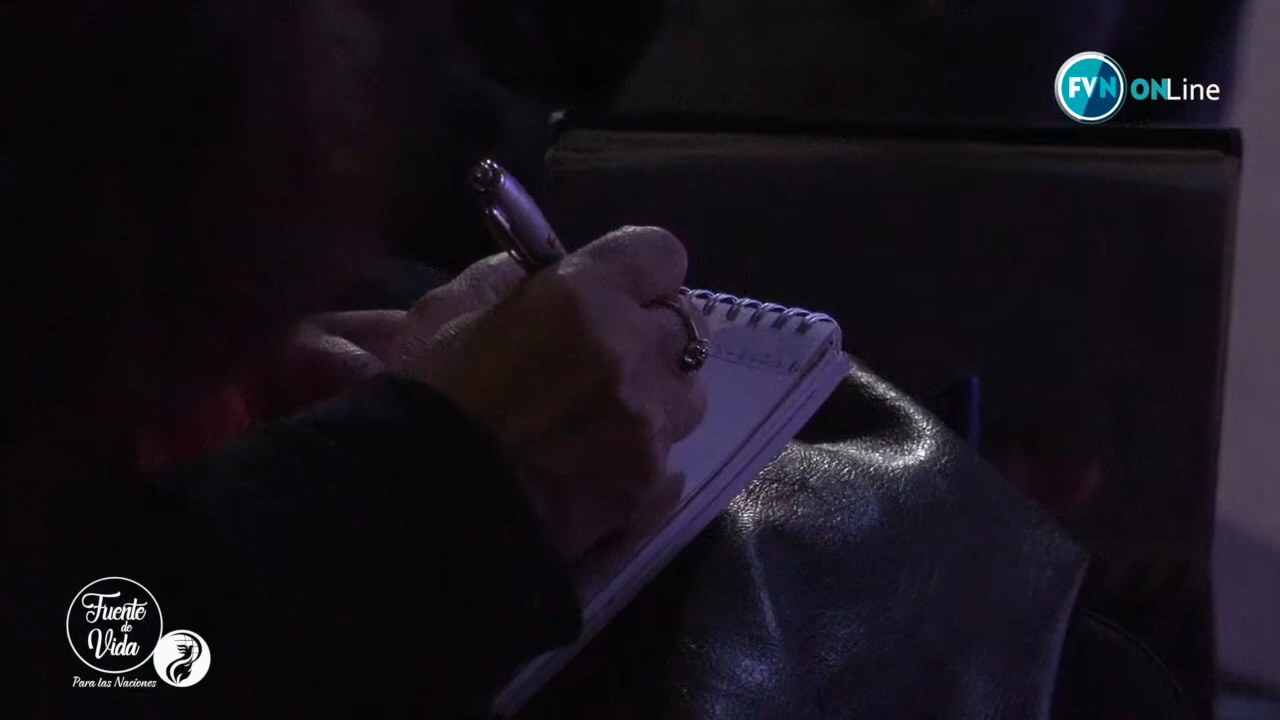 FVN ONLine
Fuente
de
Vida
Para las Naciones